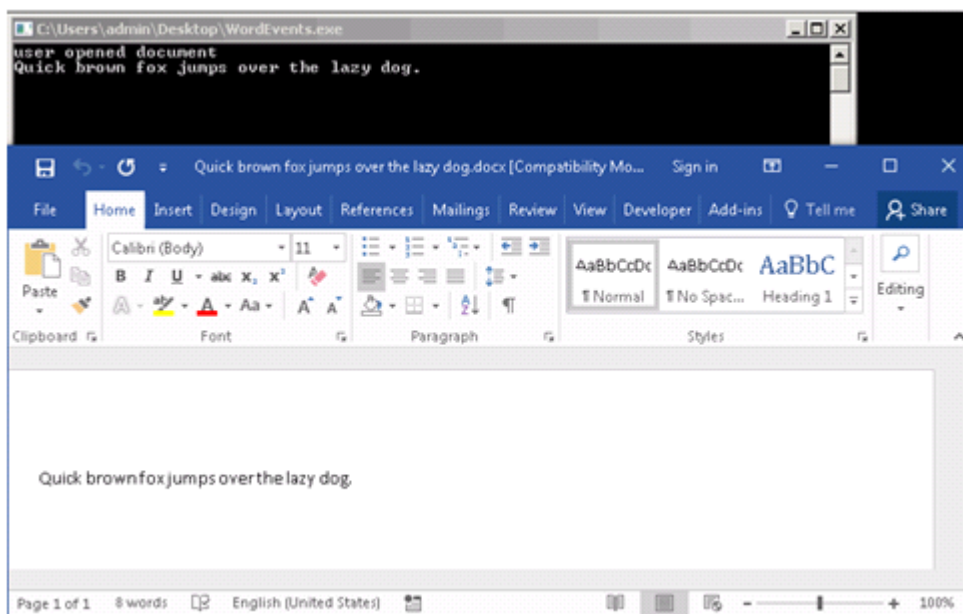 C:\Users\admin\Desktop\WordEvents.exe
user opened document
Quick brown fox jumps over the lazy dog.
Quick brown fox jumps over the lazy dog.docx [Compatibility Mo... Sign in
File Home Insert Design Layout References Mailings Review View Developer Add-ins Tell me Share
Calibri (Body) 11
Paste
B I U abc X₂ X²
A aby A Aa A A
AaBbCcDc AaBbCcDc AaBbC
¶ Normal ¶ No Spac... Heading 1
Editing
Clipboard Font Paragraph Styles
Quick brown fox jumps over the lazy dog.
Page 1 of 1 8 words English (United States) 100%